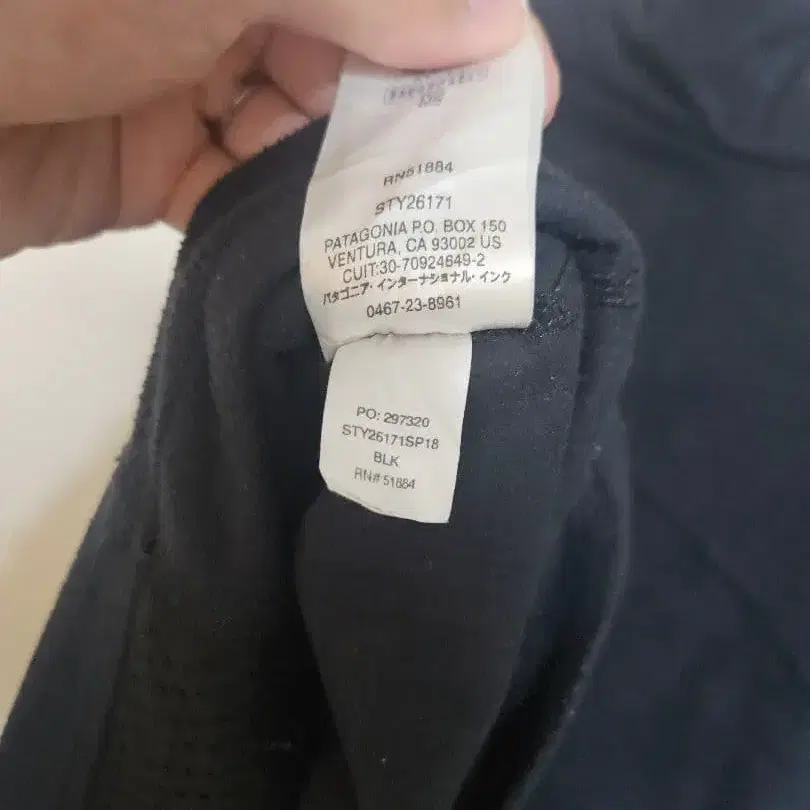 RN51884
STY26171
PATAGONIA P.O. BOX 150
VENTURA, CA 93002 US
CUIT:30-70924649-2
パタゴニア・インターナショナル・インク
0467-23-8961
PO: 297320
STY26171SP18
BLK
RN# 51884